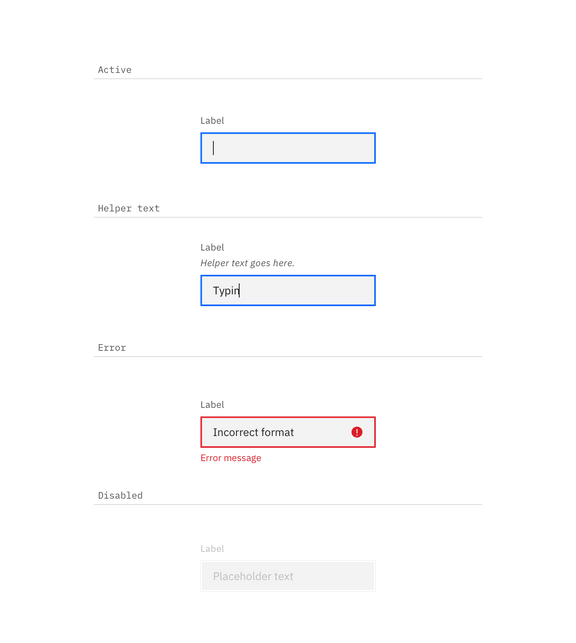 Active
Label
Helper text
Label
Helper text goes here.
Typin
Error
Label
Incorrect format
Error message
Disabled
Label
Placeholder text